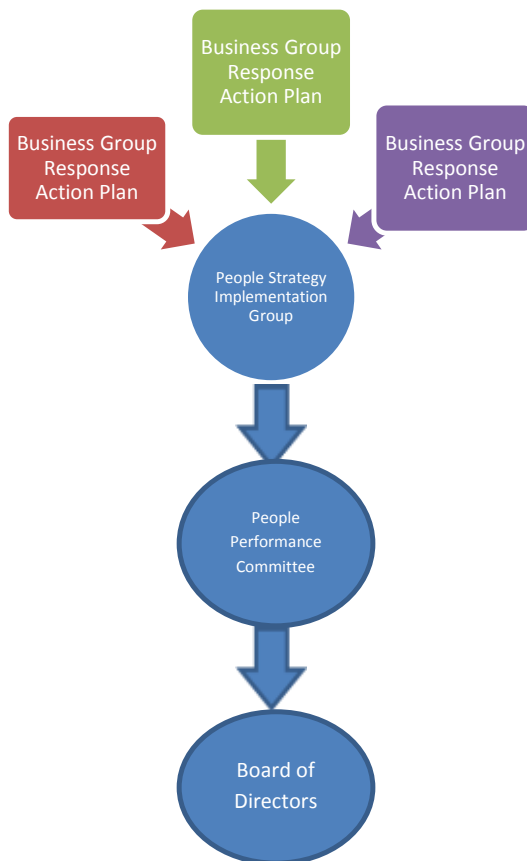 Business Group
Response
Action Plan
Business Group
Response
Action Plan
Business Group
Response
Action Plan
People Strategy
Implementation
Group
People
Performance
Committee
Board of
Directors